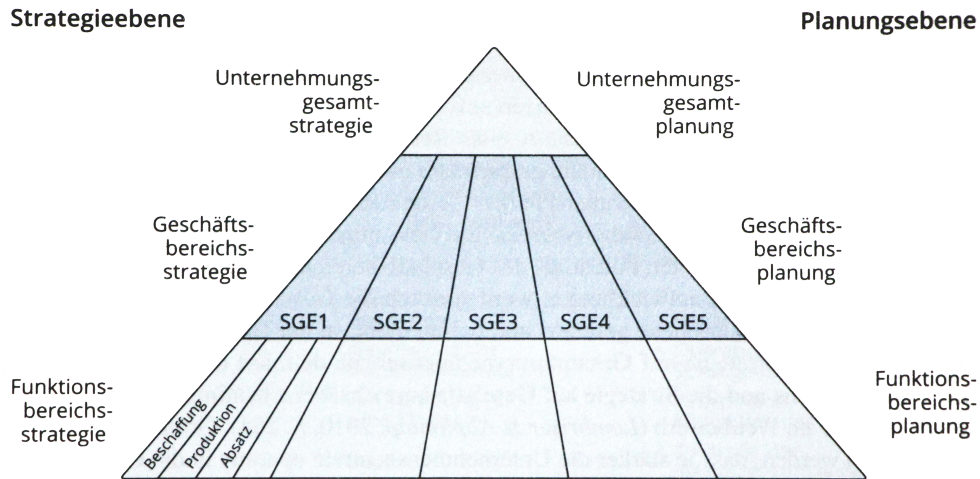 Strategieebene
Planungsebene
Unternehmungs-
gesamt-
strategie
Unternehmungs-
gesamt-
planung
Geschäfts-
bereichs-
strategie
Geschäfts-
bereichs-
planung
SGE1 SGE2 SGE3 SGE4 SGE5
Funktions-
bereichs-
strategie
Beschaffung
Produktion
Absatz
Funktions-
bereichs-
planung